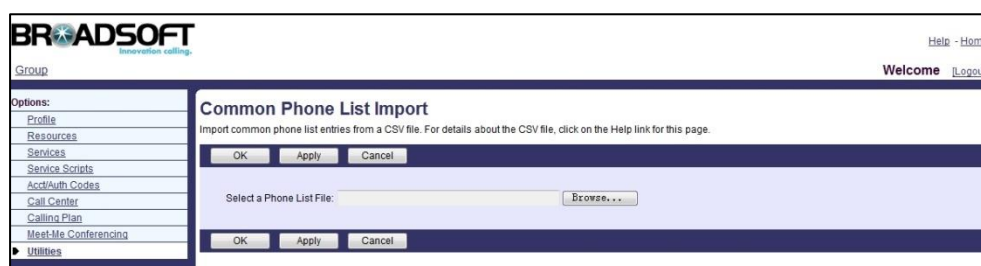 BROADSOFT
Innovation calling.
Help - Hom
Group
Welcome [Logou
Options:
Profile
Resources
Services
Service Scripts
Acct/Auth Codes
Call Center
Calling Plan
Meet-Me Conferencing
Utilities
Common Phone List Import
Import common phone list entries from a CSV file. For details about the CSV file, click on the Help link for this page.
OK Apply Cancel
Select a Phone List File: Browse...
OK Apply Cancel